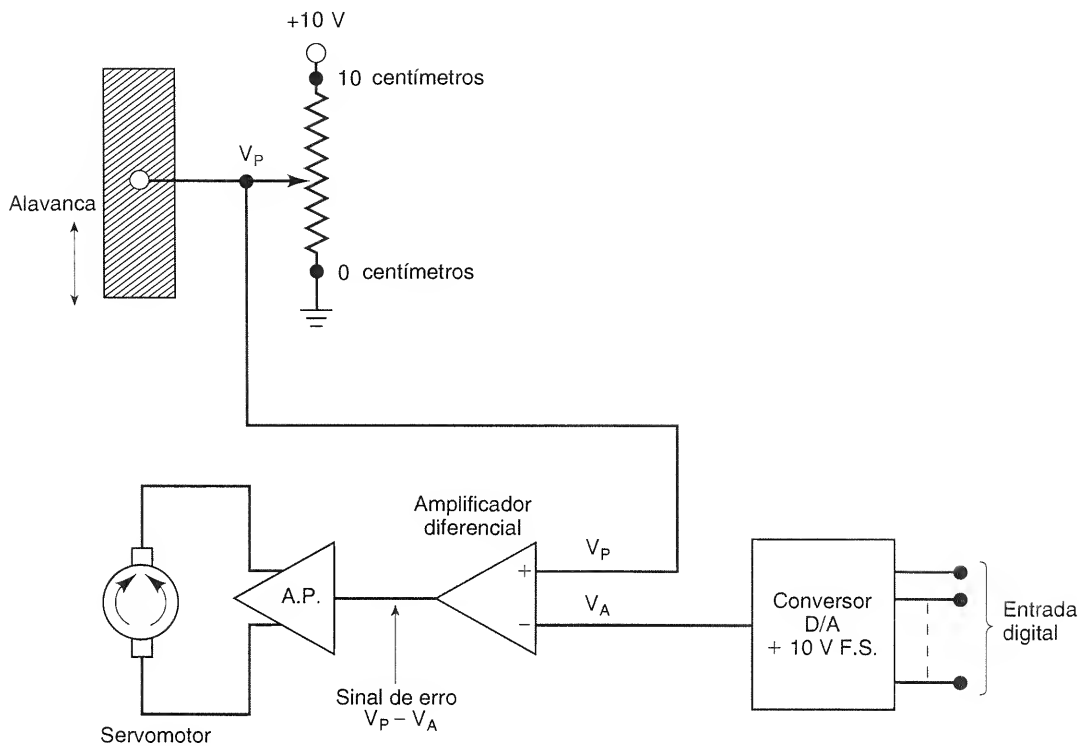 +10 V
10 centímetros
V_P
Alavanca
0 centímetros
Amplificador
diferencial
V_P
+
A.P.
V_A
−
Conversor
D/A
+ 10 V F.S.
Entrada
digital
Sinal de erro
V_P – V_A
Servomotor